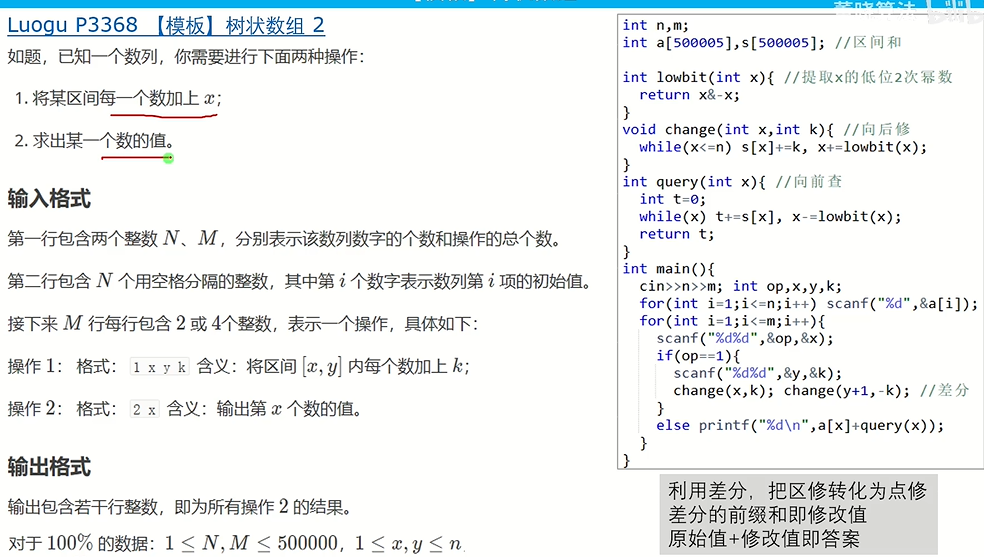 Luogu P3368 【模板】树状数组 2
如题，已知一个数列，你需要进行下面两种操作：
1. 将某区间每一个数加上 x；
2. 求出某一个数的值。
输入格式
第一行包含两个整数 N、M，分别表示该数列数字的个数和操作的总个数。
第二行包含 N 个用空格分隔的整数，其中第 i 个数字表示数列第 i 项的初始值。
接下来 M 行每行包含 2 或 4个整数，表示一个操作，具体如下：
操作 1： 格式： 1 x y k 含义：将区间 [x, y] 内每个数加上 k；
操作 2： 格式： 2 x 含义：输出第 x 个数的值。
输出格式
输出包含若干行整数，即为所有操作 2 的结果。
对于 100% 的数据：1 ≤ N, M ≤ 500000，1 ≤ x, y ≤ n
int n,m;
int a[500005],s[500005]; //区间和
int lowbit(int x){ //提取x的低位2次幂数
return x&-x;
}
void change(int x,int k){ //向后修
while(x<=n) s[x]+=k, x+=lowbit(x);
}
int query(int x){ //向前查
int t=0;
while(x) t+=s[x], x-=lowbit(x);
return t;
}
int main(){
cin>>n>>m; int op,x,y,k;
for(int i=1;i<=n;i++) scanf("%d",&a[i]);
for(int i=1;i<=m;i++){
scanf("%d%d",&op,&x);
if(op==1){
scanf("%d%d",&y,&k);
change(x,k); change(y+1,-k); //差分
}
else printf("%d\n",a[x]+query(x));
}
}
利用差分，把区修转化为点修
差分的前缀和即修改值
原始值+修改值即答案